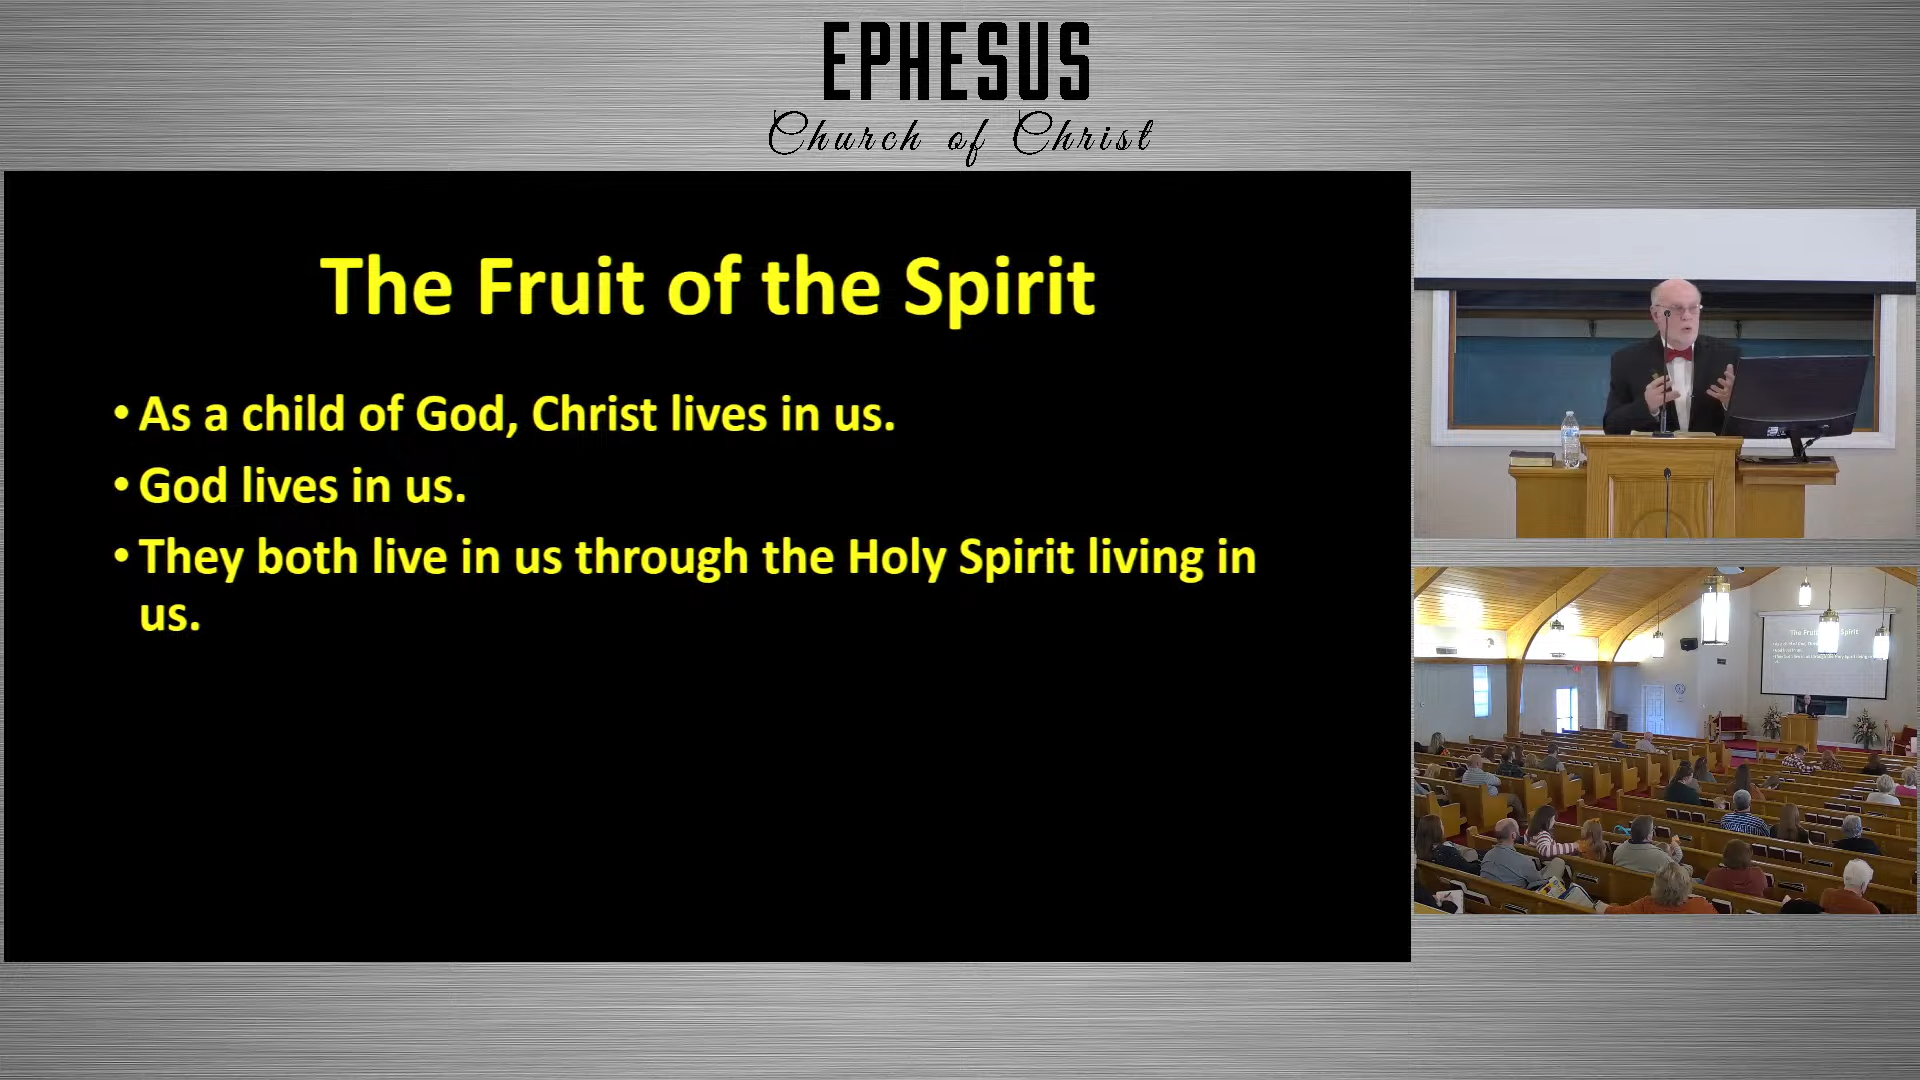 EPHESUS
Church of Christ
The Fruit of the Spirit
• As a child of God, Christ lives in us.
• God lives in us.
• They both live in us through the Holy Spirit living in
us.